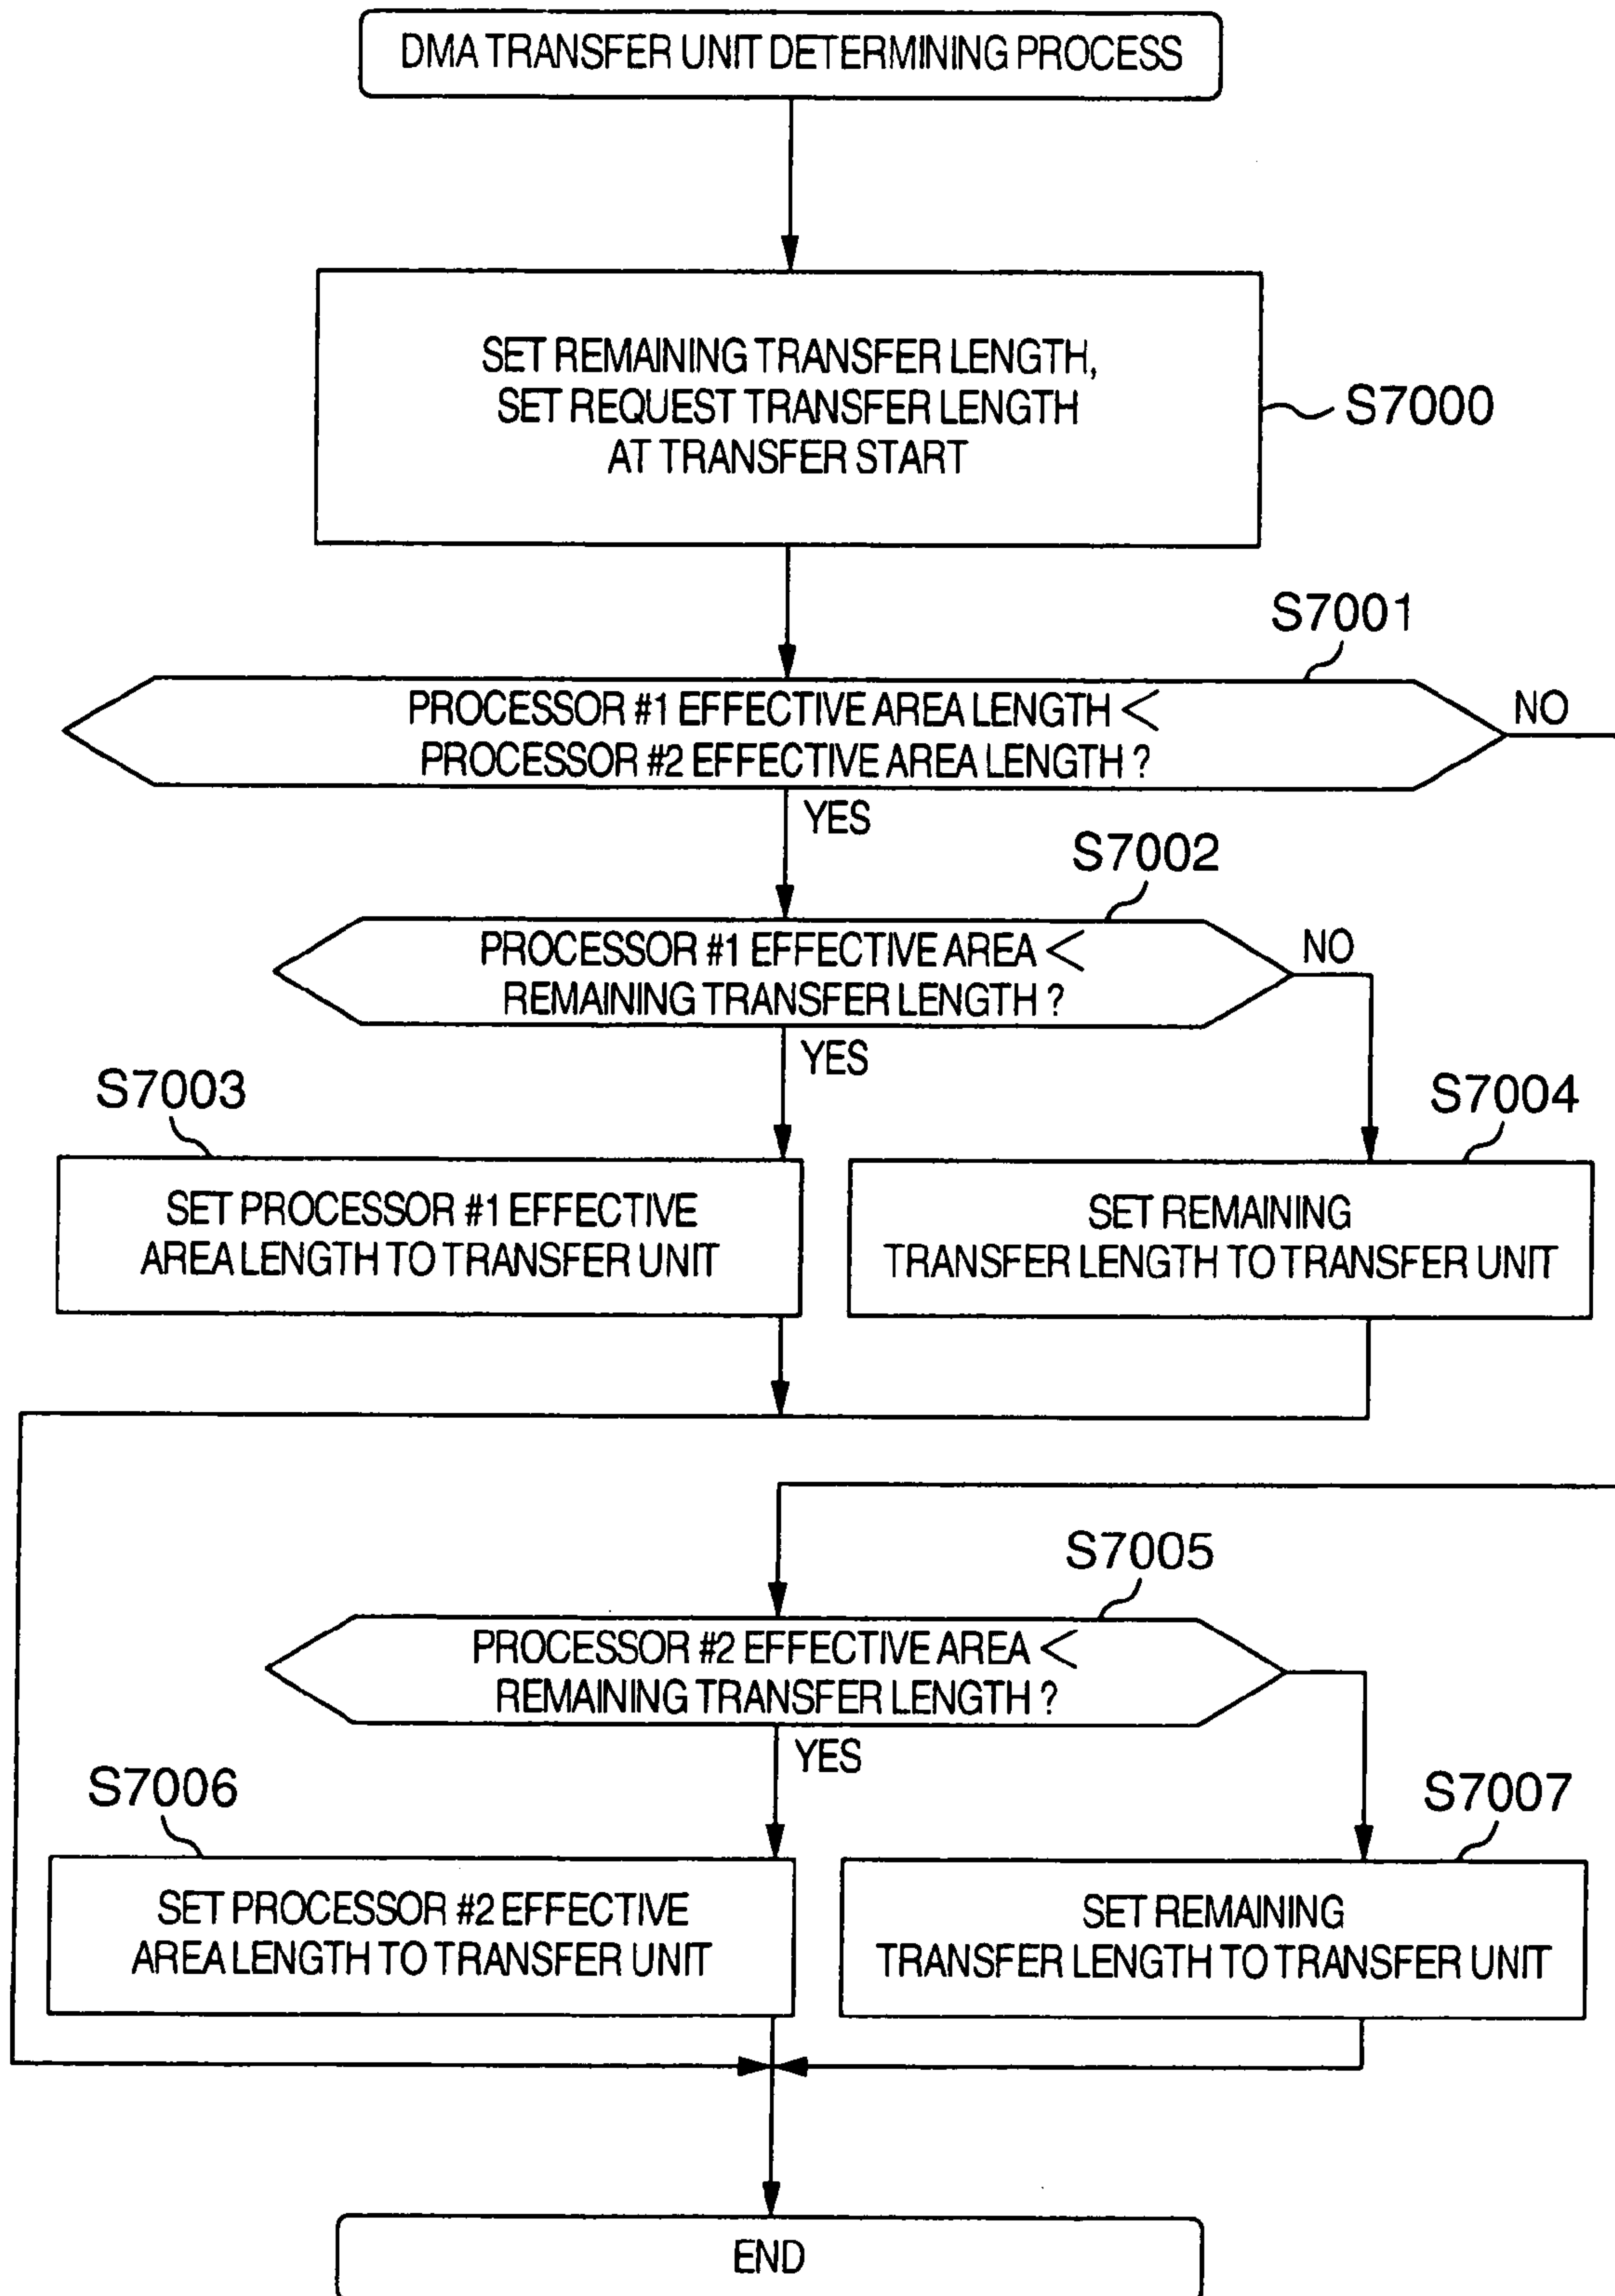 DMA TRANSFER UNIT DETERMINING PROCESS
SET REMAINING TRANSFER LENGTH,
SET REQUEST TRANSFER LENGTH
AT TRANSFER START
S7000
S7001
PROCESSOR #1 EFFECTIVE AREA LENGTH <
PROCESSOR #2 EFFECTIVE AREA LENGTH ?
NO
YES
S7002
PROCESSOR #1 EFFECTIVE AREA <
REMAINING TRANSFER LENGTH ?
NO
YES
S7003
SET PROCESSOR #1 EFFECTIVE
AREA LENGTH TO TRANSFER UNIT
S7004
SET REMAINING
TRANSFER LENGTH TO TRANSFER UNIT
S7005
PROCESSOR #2 EFFECTIVE AREA <
REMAINING TRANSFER LENGTH ?
YES
S7006
SET PROCESSOR #2 EFFECTIVE
AREA LENGTH TO TRANSFER UNIT
S7007
SET REMAINING
TRANSFER LENGTH TO TRANSFER UNIT
END